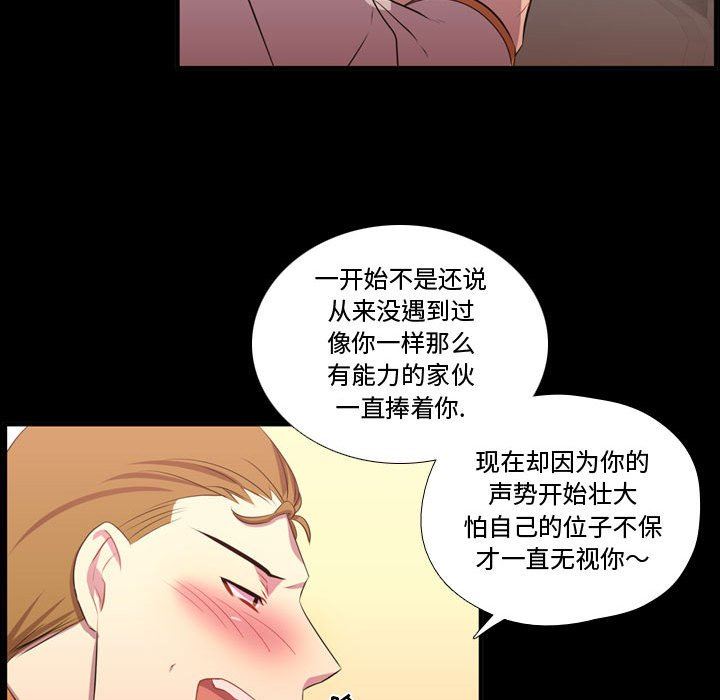 一开始不是还说
从来没遇到过
像你一样那么
有能力的家伙
一直捧着你.
现在却因为你的
声势开始壮大
怕自己的位子不保
才一直无视你～